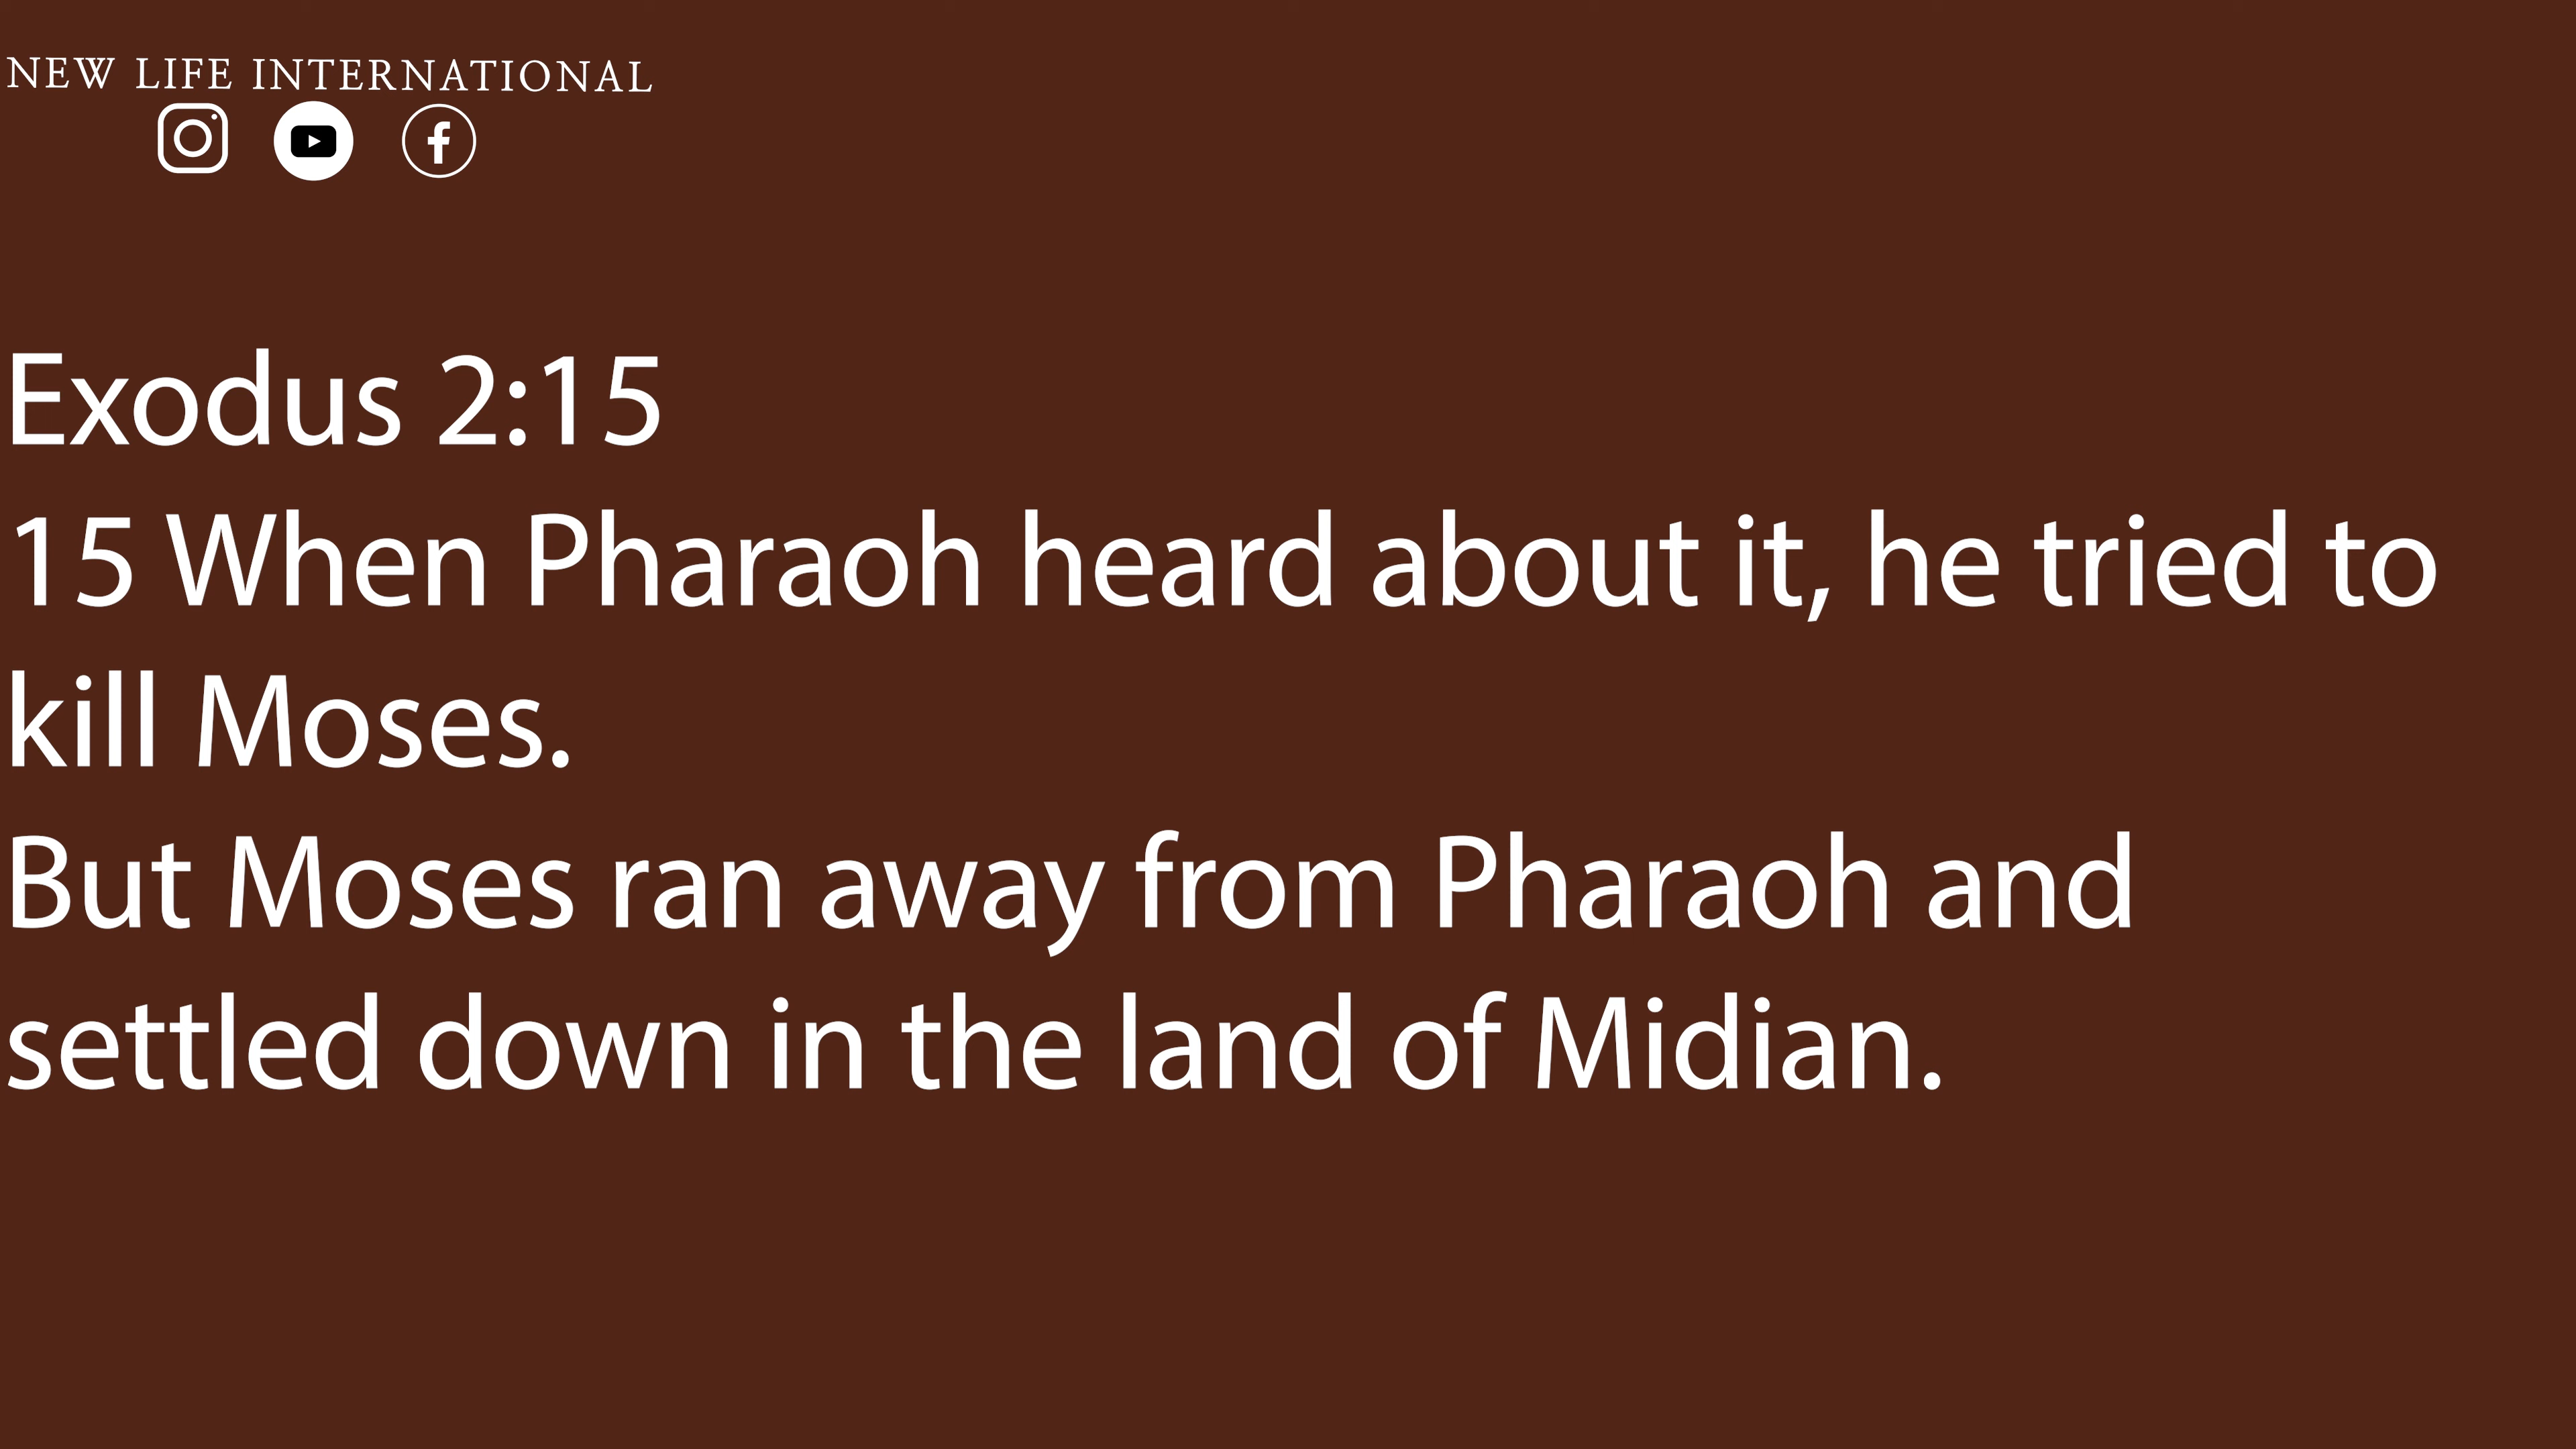 NEW LIFE INTERNATIONAL
Exodus 2:15
15 When Pharaoh heard about it, he tried to
kill Moses.
But Moses ran away from Pharaoh and
settled down in the land of Midian.